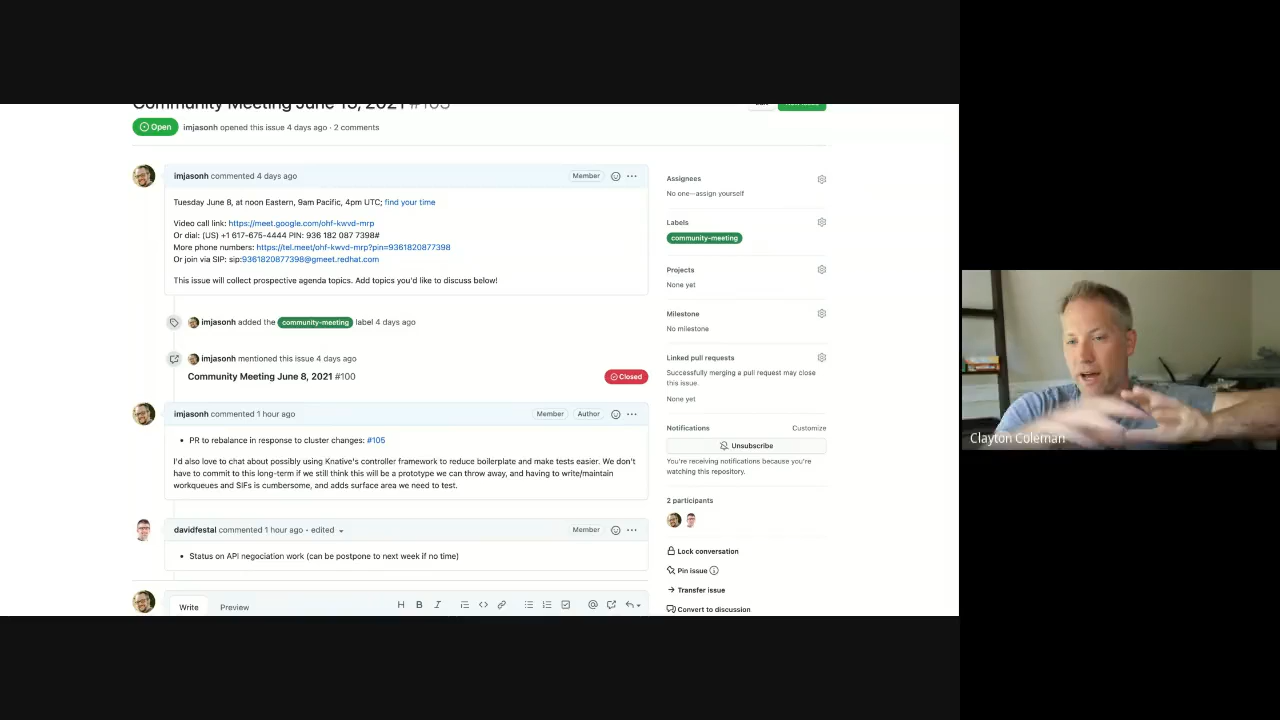 Community Meeting June 15, 2021 #103
Open imjasonh opened this issue 4 days ago · 2 comments
imjasonh commented 4 days ago
Member
Tuesday June 8, at noon Eastern, 9am Pacific, 4pm UTC; find your time
Video call link: https://meet.google.com/ohf-kwvd-mrp
Or dial: (US) +1 617-675-4444 PIN: 936 182 087 7398#
More phone numbers: https://tel.meet/ohf-kwvd-mrp?pin=9361820877398
Or join via SIP: sip:9361820877398@gmeet.redhat.com
This issue will collect prospective agenda topics. Add topics you'd like to discuss below!
imjasonh added the community-meeting label 4 days ago
imjasonh mentioned this issue 4 days ago
Community Meeting June 8, 2021 #100
Closed
imjasonh commented 1 hour ago
Member Author
• PR to rebalance in response to cluster changes: #105
I'd also love to chat about possibly using Knative's controller framework to reduce boilerplate and make tests easier. We don't
have to commit to this long-term if we still think this will be a prototype we can throw away, and having to write/maintain
workqueues and SIFs is cumbersome, and adds surface area we need to test.
davidfestal commented 1 hour ago - edited
Member
• Status on API negociation work (can be postpone to next week if no time)
Write Preview
Assignees
No one—assign yourself
Labels
community-meeting
Projects
None yet
Milestone
No milestone
Linked pull requests
Successfully merging a pull request may close
this issue.
None yet
Notifications Customize
Unsubscribe
You're receiving notifications because you're
watching this repository.
2 participants
Lock conversation
Pin issue
Transfer issue
Convert to discussion
Clayton Coleman